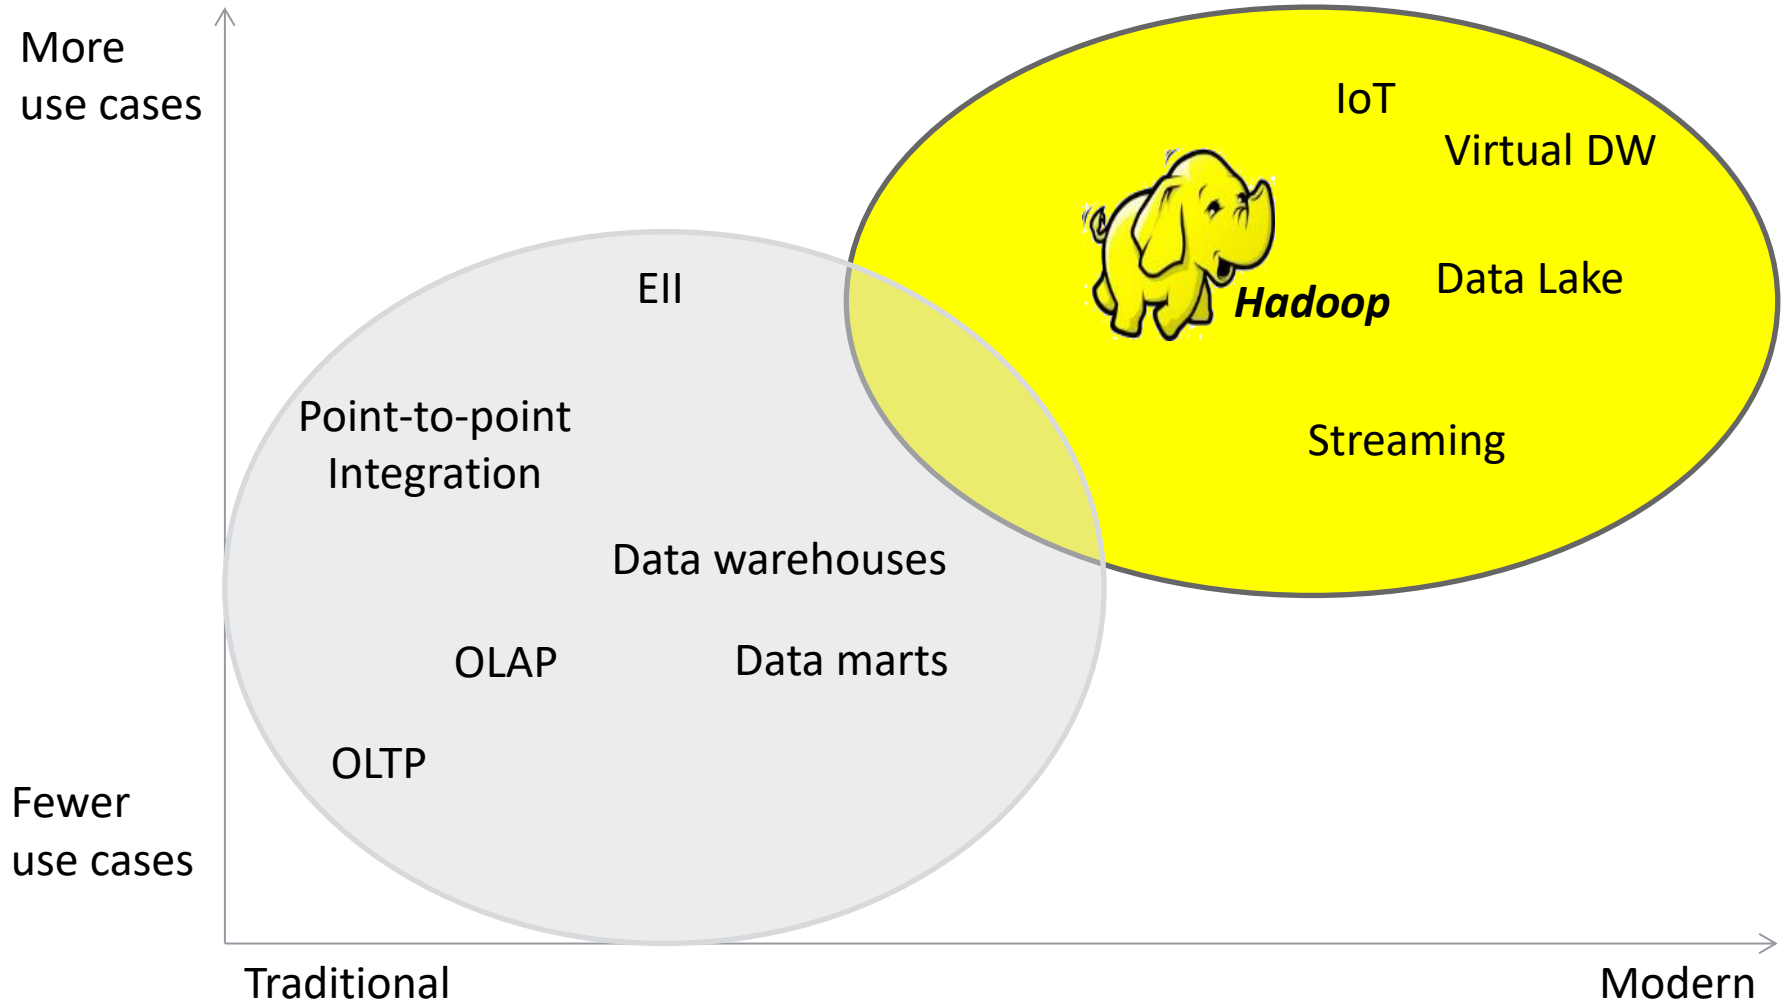 More
use cases
IoT
Virtual DW
Data Lake
Hadoop
EII
Point-to-point
Integration
Streaming
Data warehouses
OLAP
Data marts
OLTP
Fewer
use cases
Traditional
Modern